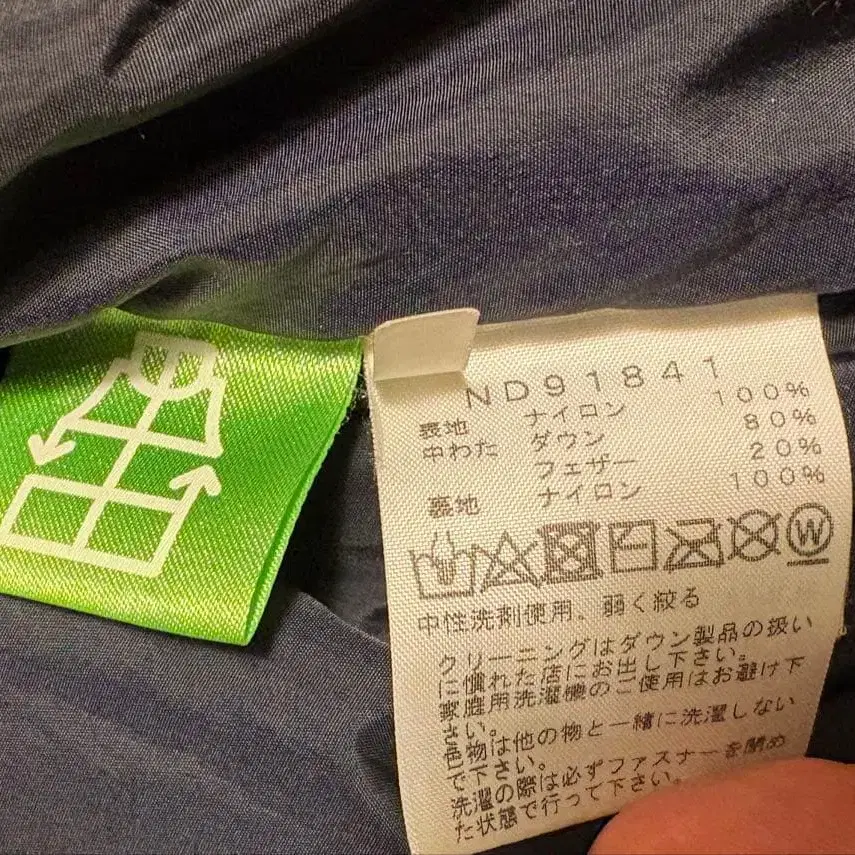 ND91841
表地 ナイロン 100%
中わた ダウン 80%
フェザー 20%
裏地 ナイロン 100%
W
中性洗剤使用、弱く絞る
クリーニングはダウン製品の扱い
に慣れた店にお出し下さい。
家庭用洗濯機のご使用はお避け下
さい。
色物は他の物と一緒に洗濯しない
で下さい。
洗濯の際は必ずファスナーを閉め
た状態で行って下さい。